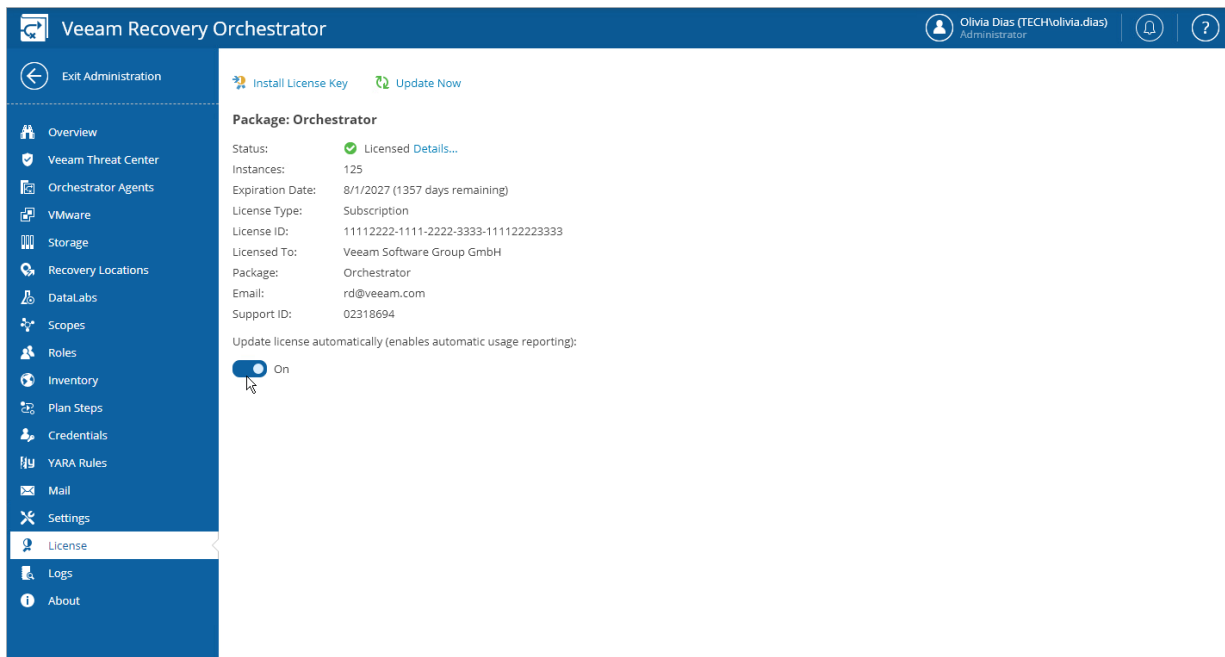 Veeam Recovery Orchestrator
Olivia Dias (TECH\olivia.dias)
Administrator
?
Exit Administration
Install License Key
Update Now
Overview
Veeam Threat Center
Orchestrator Agents
VMware
Storage
Recovery Locations
DataLabs
Scopes
Roles
Inventory
Plan Steps
Credentials
YARA Rules
Mail
Settings
License
Logs
About
Package: Orchestrator
Status: Licensed Details...
Instances: 125
Expiration Date: 8/1/2027 (1357 days remaining)
License Type: Subscription
License ID: 11112222-1111-2222-3333-111122223333
Licensed To: Veeam Software Group GmbH
Package: Orchestrator
Email: rd@veeam.com
Support ID: 02318694
Update license automatically (enables automatic usage reporting):
On